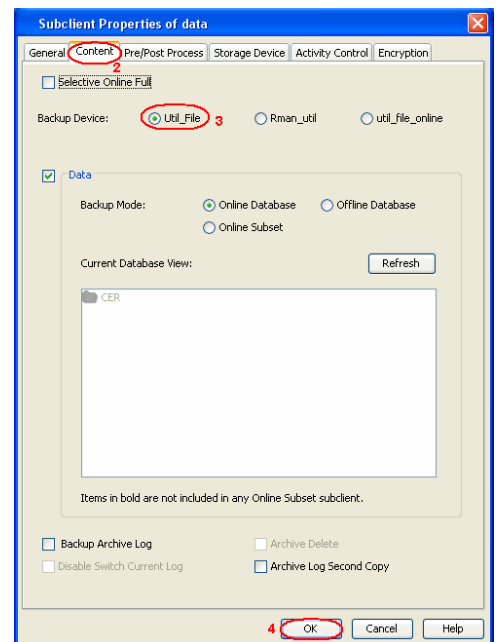 Subclient Properties of data
General Content Pre/Post Process Storage Device Activity Control Encryption
2
Selective Online Full
Backup Device: Util_File 3 Rman_util util_file_online
Data
Backup Mode: Online Database Offline Database
Online Subset
Current Database View: Refresh
CER
Items in bold are not included in any Online Subset subclient.
Backup Archive Log Archive Delete
Disable Switch Current Log Archive Log Second Copy
4 OK Cancel Help